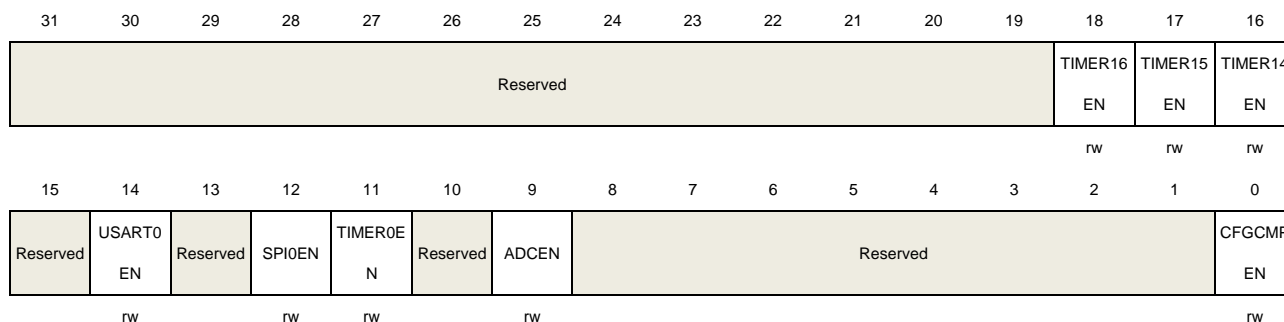 31 30 29 28 27 26 25 24 23 22 21 20 19 18 17 16
Reserved TIMER16 TIMER15 TIMER14
EN EN EN
rw rw rw
15 14 13 12 11 10 9 8 7 6 5 4 3 2 1 0
Reserved USART0 Reserved SPI0EN TIMER0E Reserved ADCEN Reserved CFGCMP
EN N EN
rw rw rw rw rw